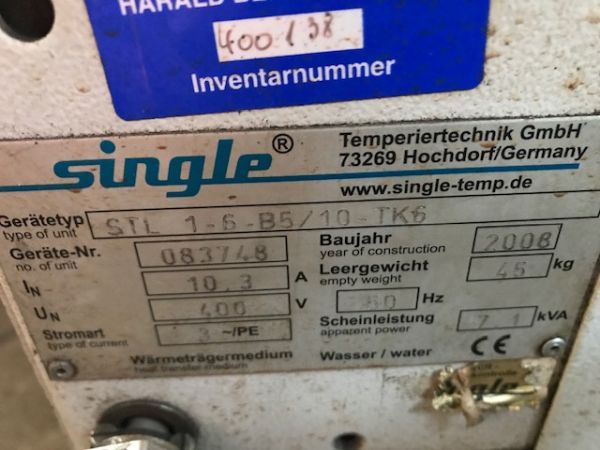 HARALD
400138
Inventarnummer
single®
Temperiertechnik GmbH
73269 Hochdorf/Germany
www.single-temp.de
Gerätetyp STL 1-6-B5/10-TK6
type of unit
Geräte-Nr. 083748
no. of unit
Baujahr 2008
year of construction
IN 10.3 A
Leergewicht 45 kg
empty weight
UN 400 V
Hz
Stromart 3 ~/PE
type of current
Scheinleistung 7.1 kVA
apparent power
Wärmeträgermedium Wasser / water
heat transfer medium
CE
single